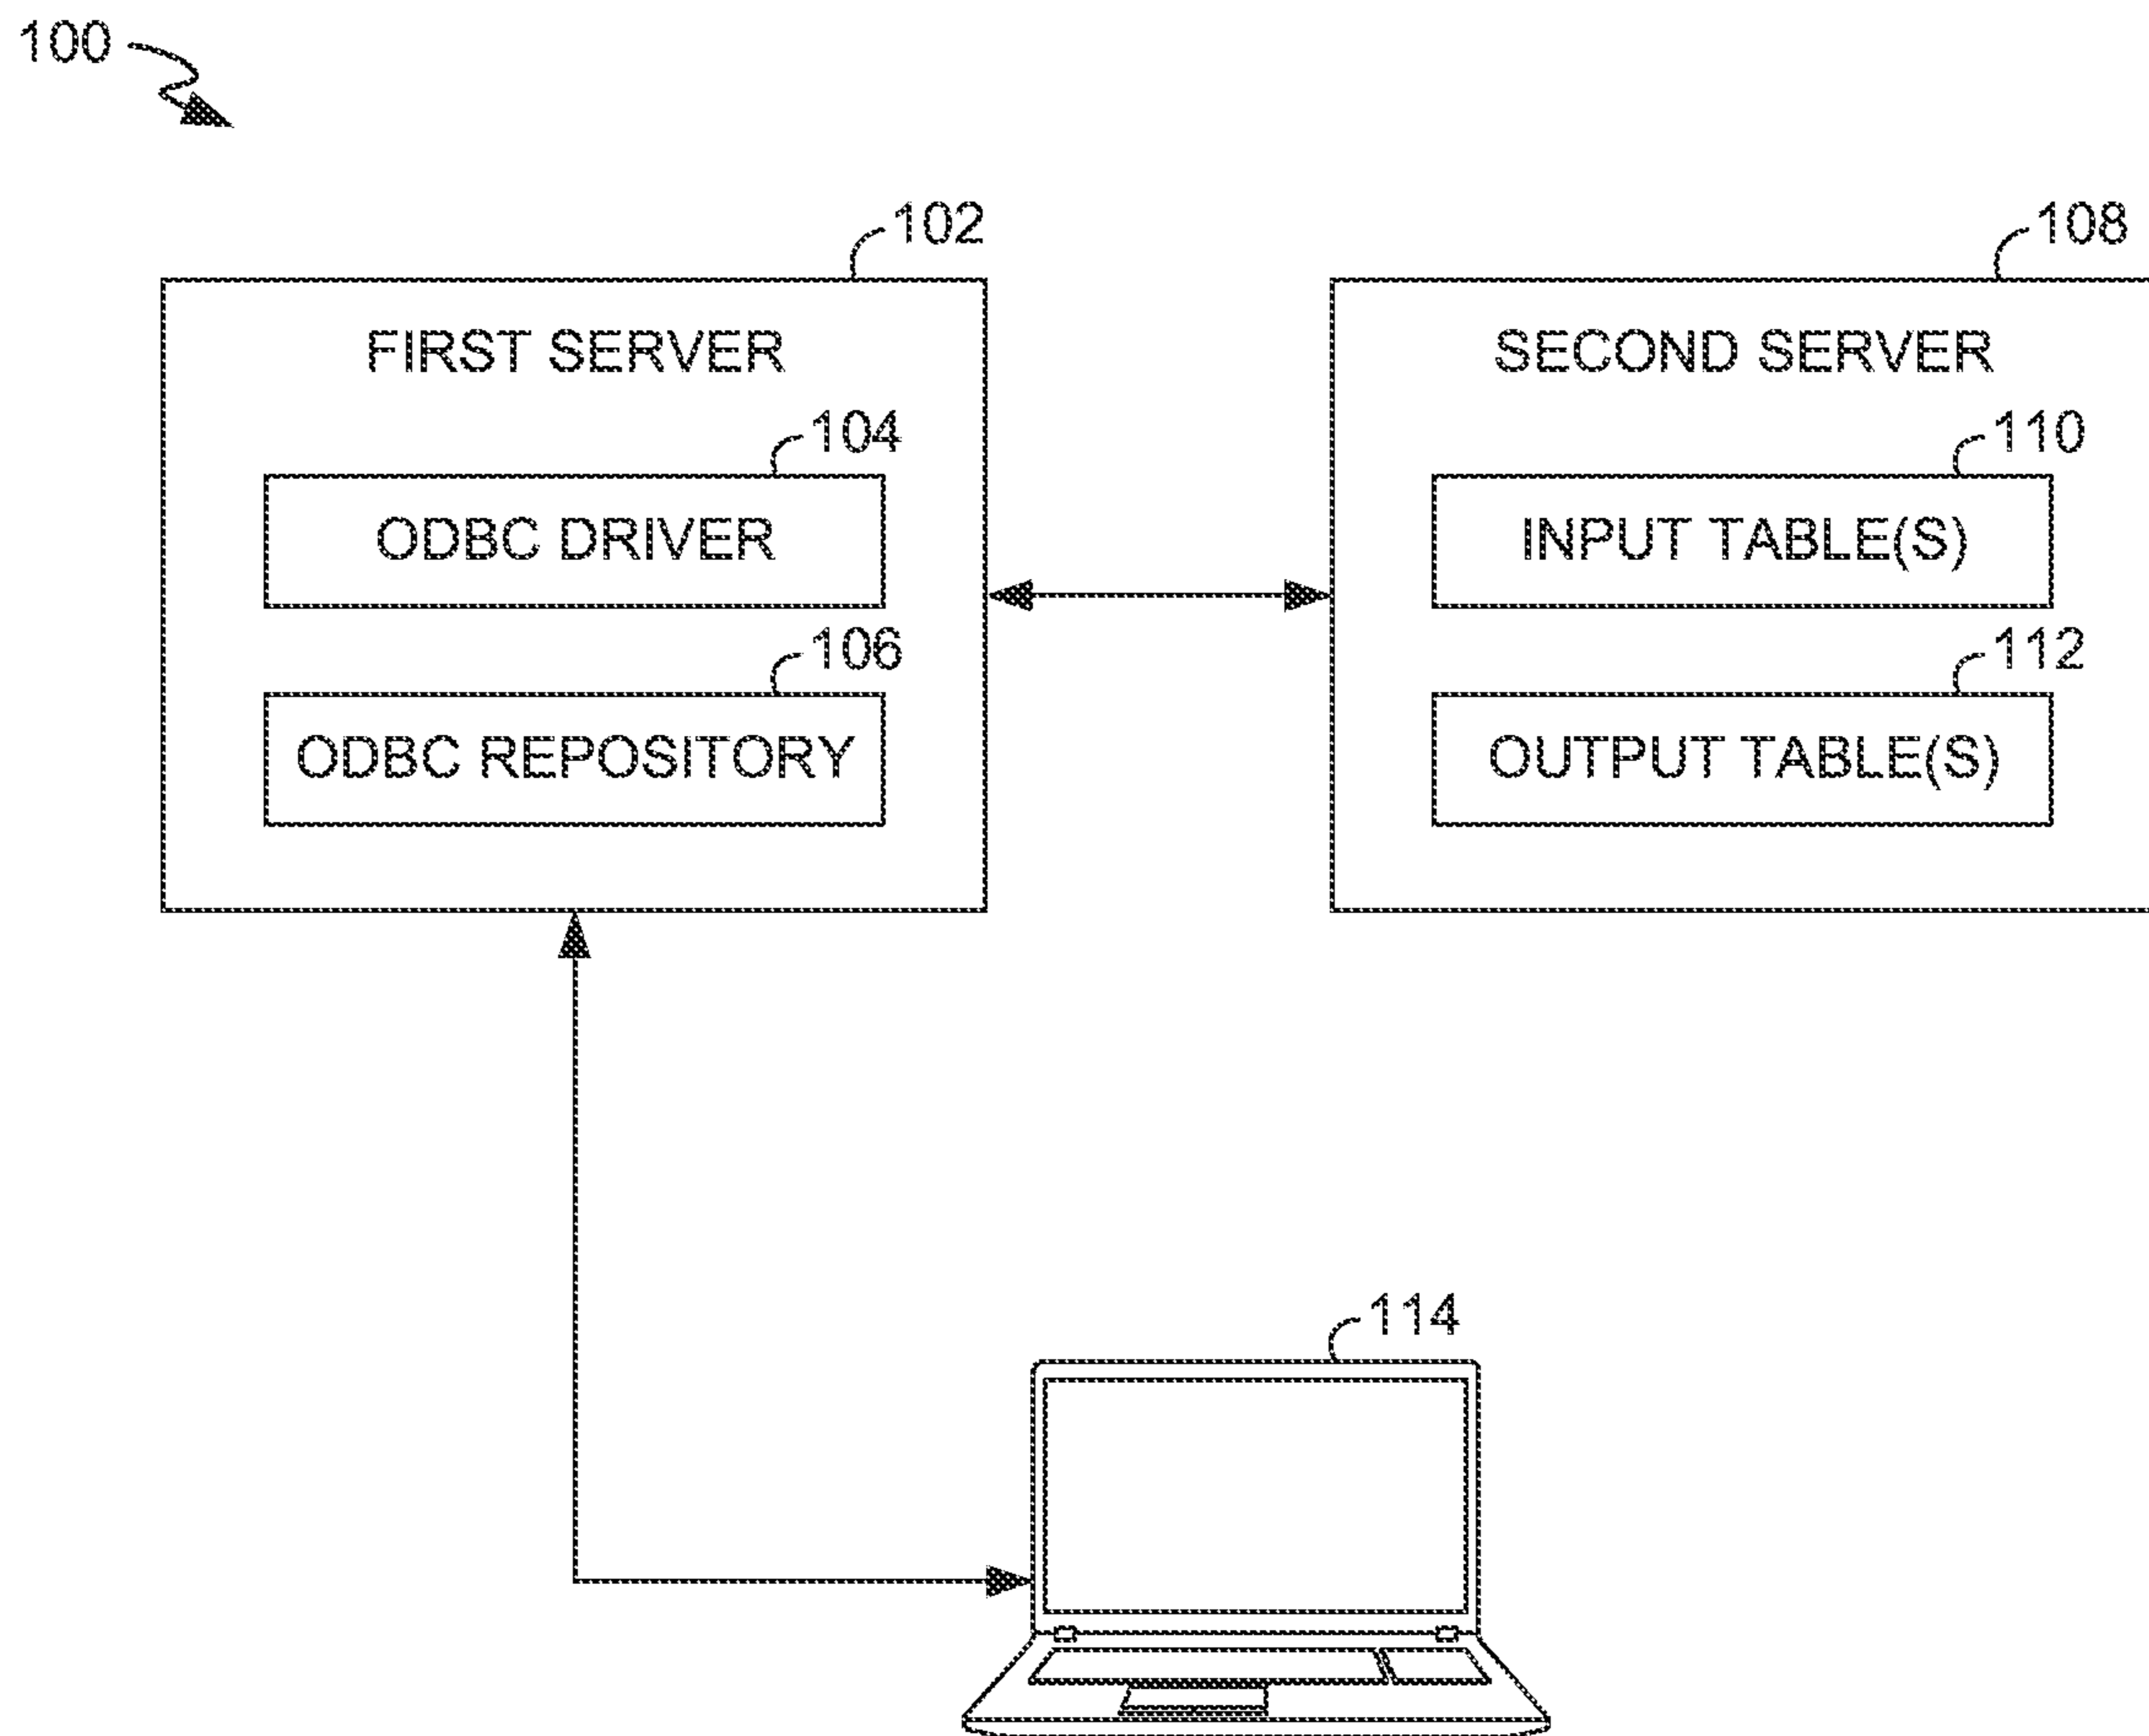 100
102
108
FIRST SERVER
SECOND SERVER
104
110
ODBC DRIVER
INPUT TABLE(S)
106
112
ODBC REPOSITORY
OUTPUT TABLE(S)
114